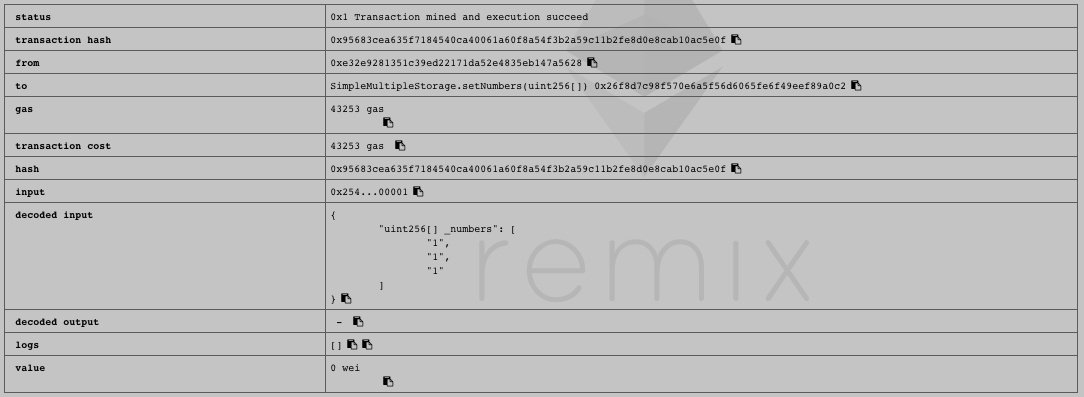 status 0x1 Transaction mined and execution succeed
transaction hash 0x95683cea635f7184540ca40061a60f8a54f3b2a59c11b2fe8d0e8cab10ac5e0f
from 0xe32e9281351c39ed22171da52e4835eb147a5628
to SimpleMultipleStorage.setNumbers(uint256[]) 0x26f8d7c98f570e6a5f56d6065fe6f49eef89a0c2
gas 43253 gas
transaction cost 43253 gas
hash 0x95683cea635f7184540ca40061a60f8a54f3b2a59c11b2fe8d0e8cab10ac5e0f
input 0x254...00001
decoded input {
"uint256[] _numbers": [
"1",
"1",
"1"
]
}
decoded output -
logs []
value 0 wei
remix